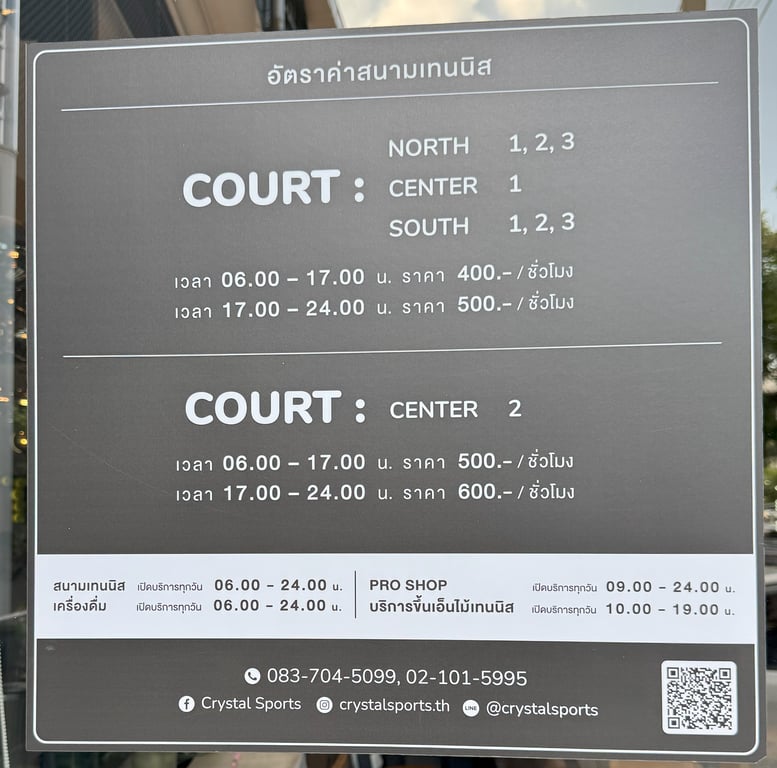 อัตราค่าสนามเทนนิส
COURT :
NORTH 1, 2, 3
CENTER 1
SOUTH 1, 2, 3
เวลา 06.00 – 17.00 น. ราคา 400.- / ชั่วโมง
เวลา 17.00 – 24.00 น. ราคา 500.- / ชั่วโมง
COURT : CENTER 2
เวลา 06.00 – 17.00 น. ราคา 500.- / ชั่วโมง
เวลา 17.00 – 24.00 น. ราคา 600.- / ชั่วโมง
สนามเทนนิส เปิดบริการทุกวัน 06.00 - 24.00 น.
เครื่องดื่ม เปิดบริการทุกวัน 06.00 - 24.00 น.
PRO SHOP เปิดบริการทุกวัน 09.00 - 24.00 น.
บริการขึ้นเอ็นไม้เทนนิส เปิดบริการทุกวัน 10.00 - 19.00 น.
083-704-5099, 02-101-5995
Crystal Sports crystalsports.th LINE @crystalsports